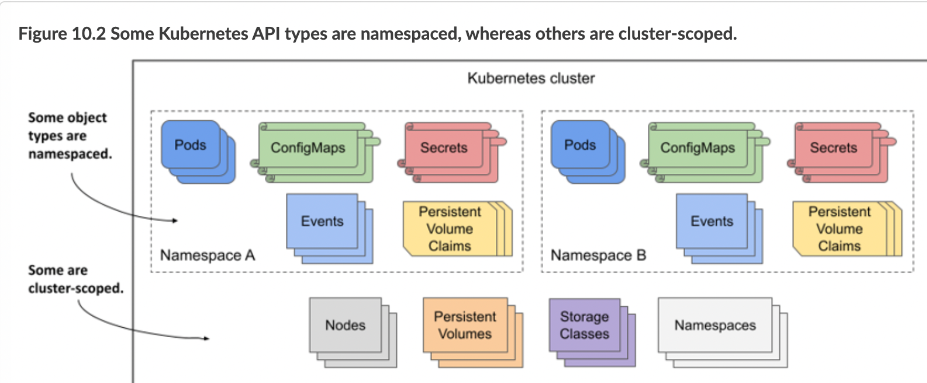 Figure 10.2 Some Kubernetes API types are namespaced, whereas others are cluster-scoped.
Kubernetes cluster
Some object
types are
namespaced.
Pods
ConfigMaps
Secrets
Events
Persistent
Volume
Claims
Namespace A
Pods
ConfigMaps
Secrets
Events
Persistent
Volume
Claims
Namespace B
Some are
cluster-scoped.
Nodes
Persistent
Volumes
Storage
Classes
Namespaces